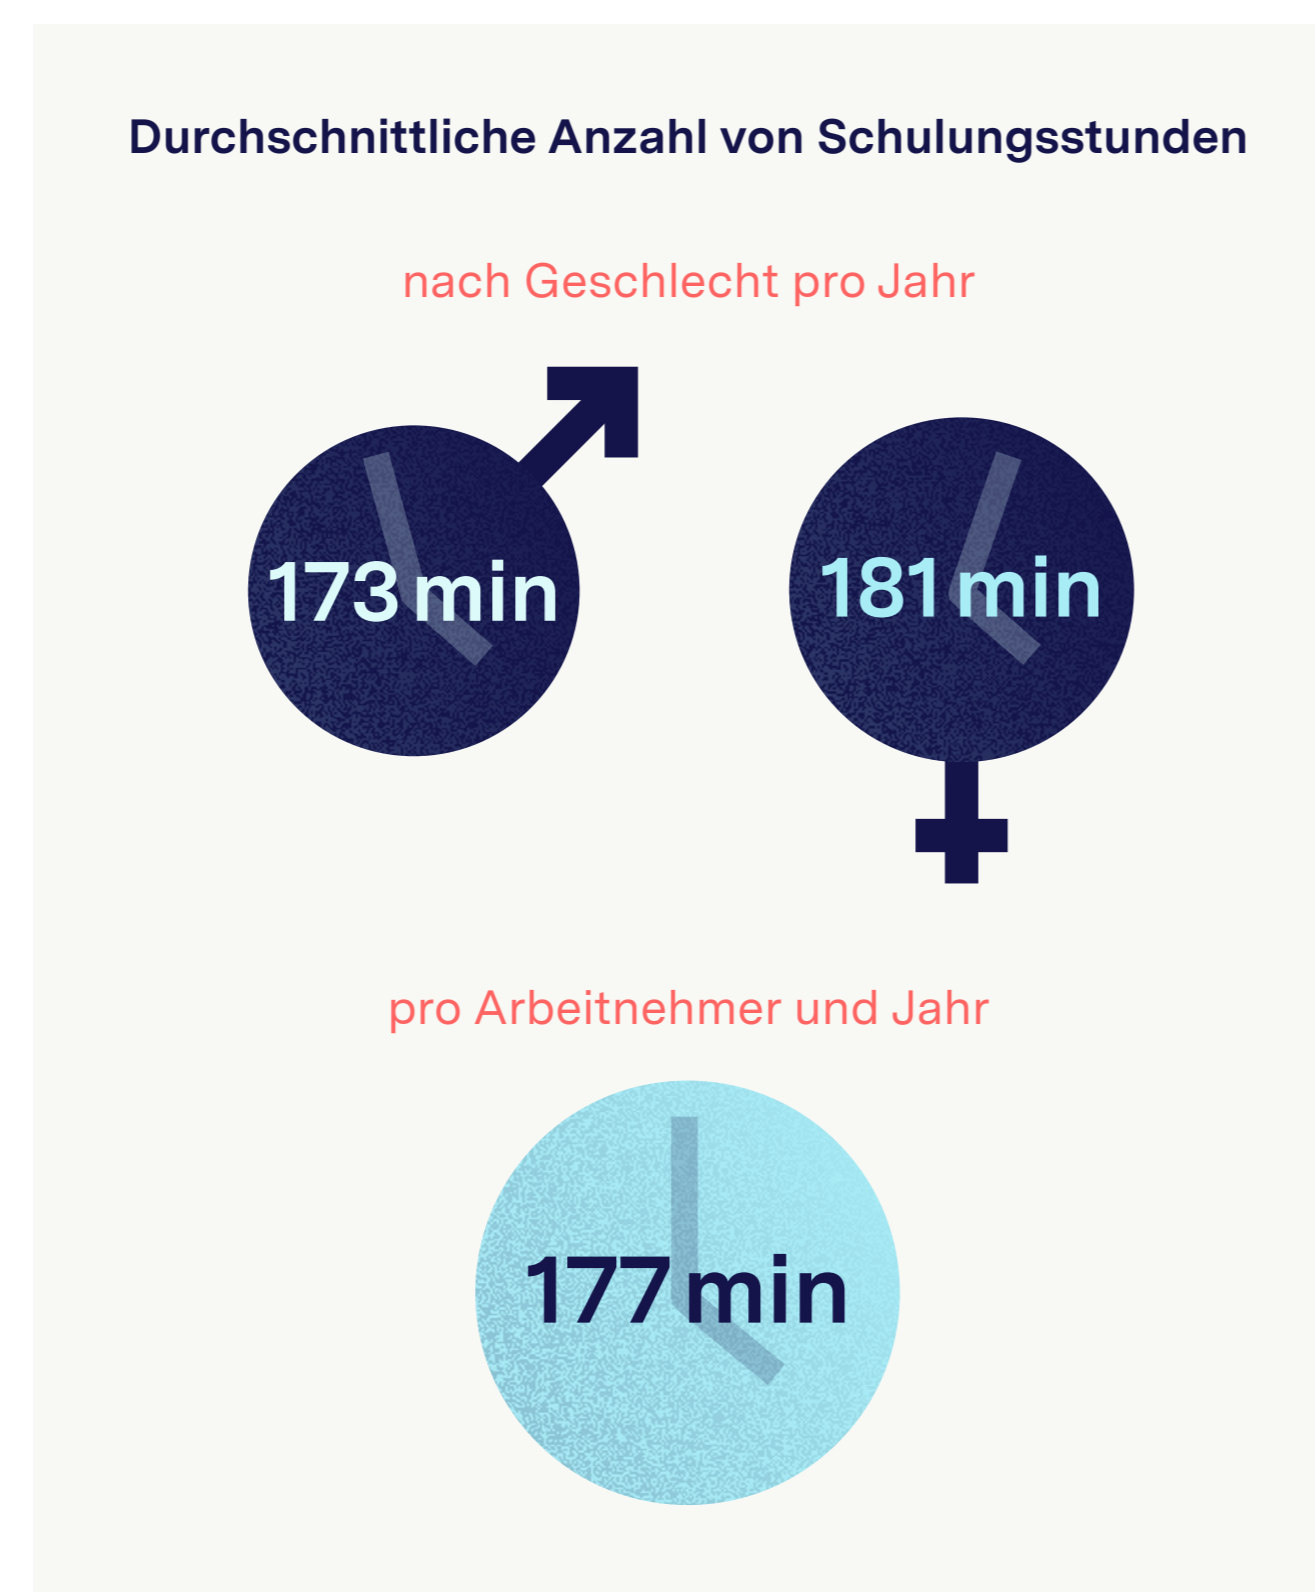 Durchschnittliche Anzahl von Schulungsstunden
nach Geschlecht pro Jahr
173 min
181 min
pro Arbeitnehmer und Jahr
177 min